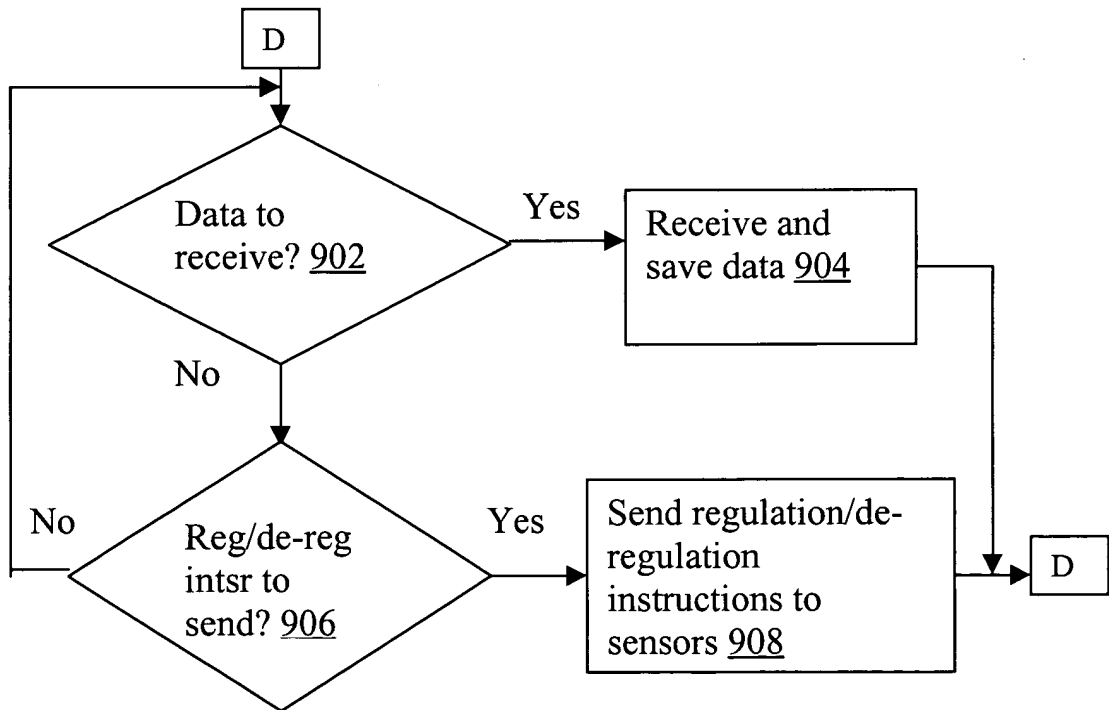 D
Data to
receive? 902
Yes
Receive and
save data 904
No
No
Reg/de-reg
intsr to
send? 906
Yes
Send regulation/de-
regulation
instructions to
sensors 908
D